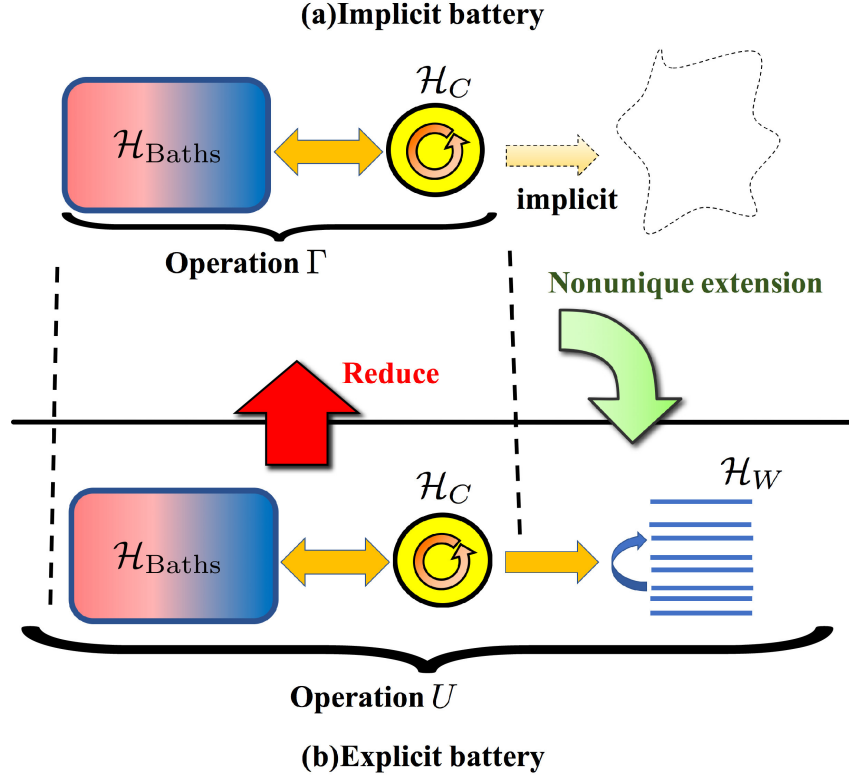 (a)Implicit battery
ℋ_C
ℋ_Baths
implicit
Operation Γ
Nonunique extension
Reduce
ℋ_C
ℋ_W
ℋ_Baths
Operation U
(b)Explicit battery